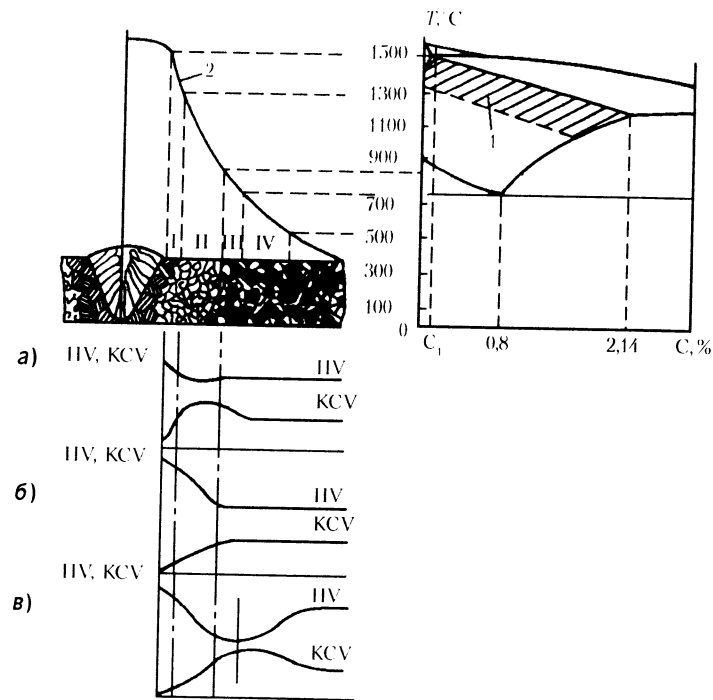 T,°C
1500
1300
1100
900
700
500
300
100
0
2
1
I II III IV
C₁ 0,8 2,14 C,%
а) HV, KCV
HV
KCV
б) HV, KCV
HV
KCV
в) HV, KCV
HV
KCV